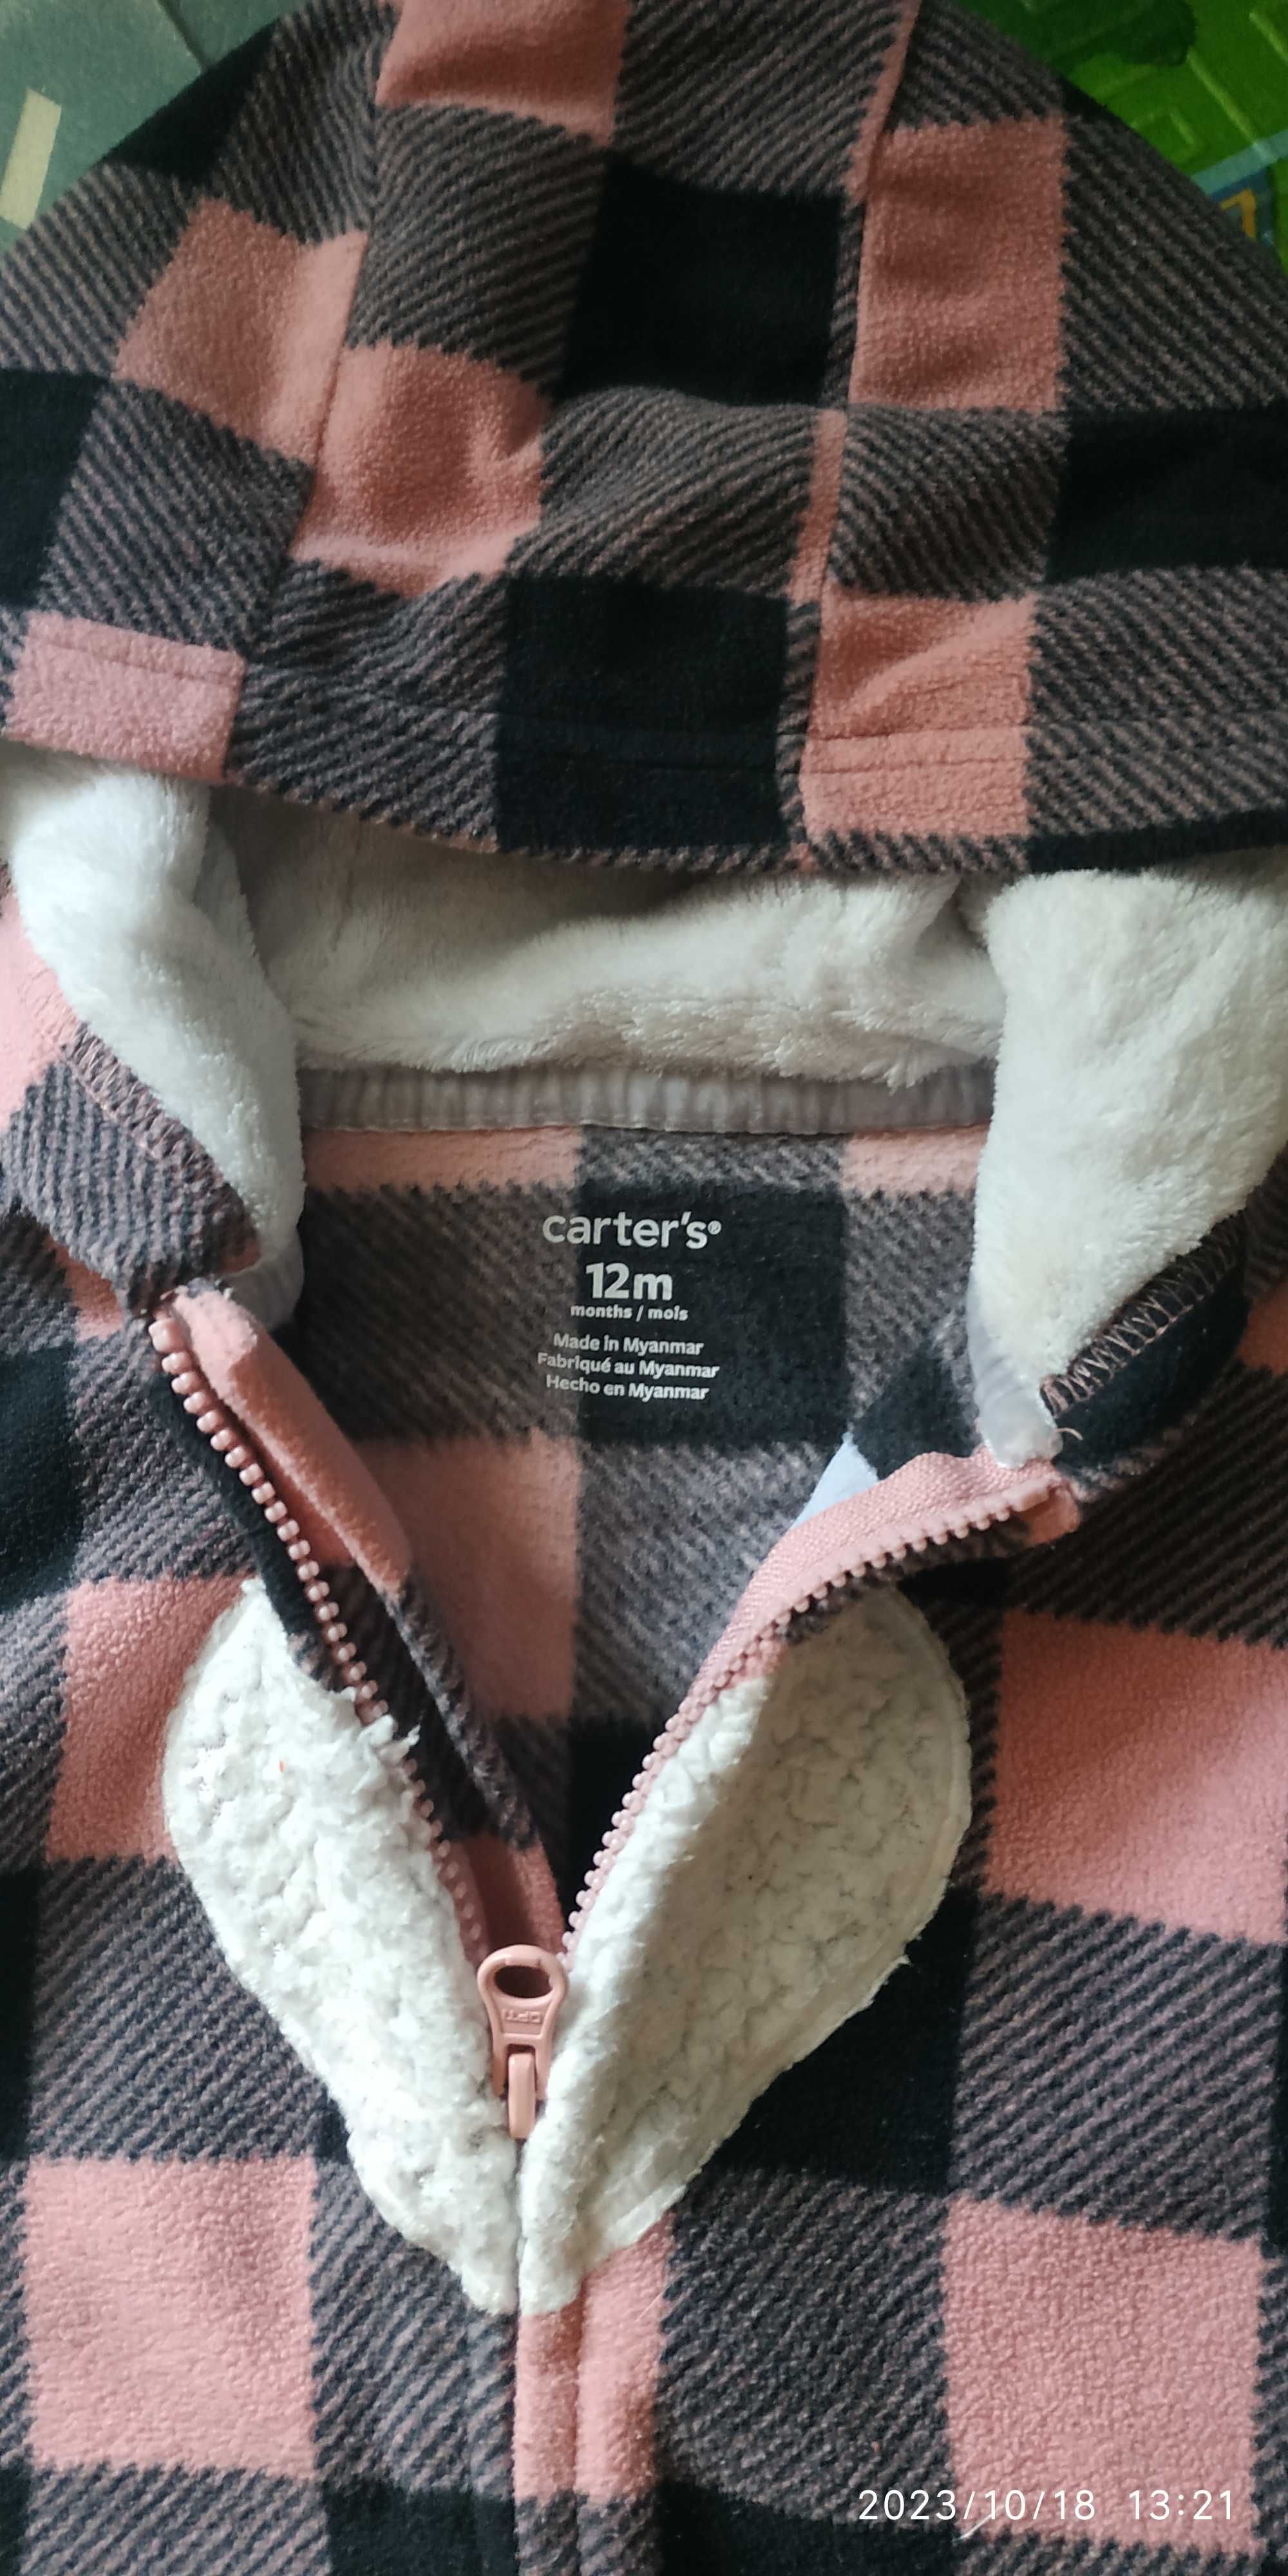 carter's®
12m
months / mois
Made in Myanmar
Fabriqué au Myanmar
Hecho en Myanmar
2023/10/18 13:21